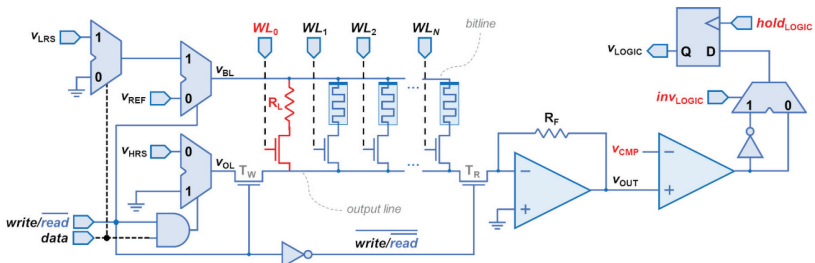 WL0 WL1 WL2 WLN
bitline
holdLOGIC
vLRS 1 0
1 0 vBL
vREF
RL
...
vLOGIC Q D
invLOGIC 1 0
vHRS 0 1
vOL TW
TR
RF
vCMP
vOUT
− +
− +
output line
...
write/read
data
write/read